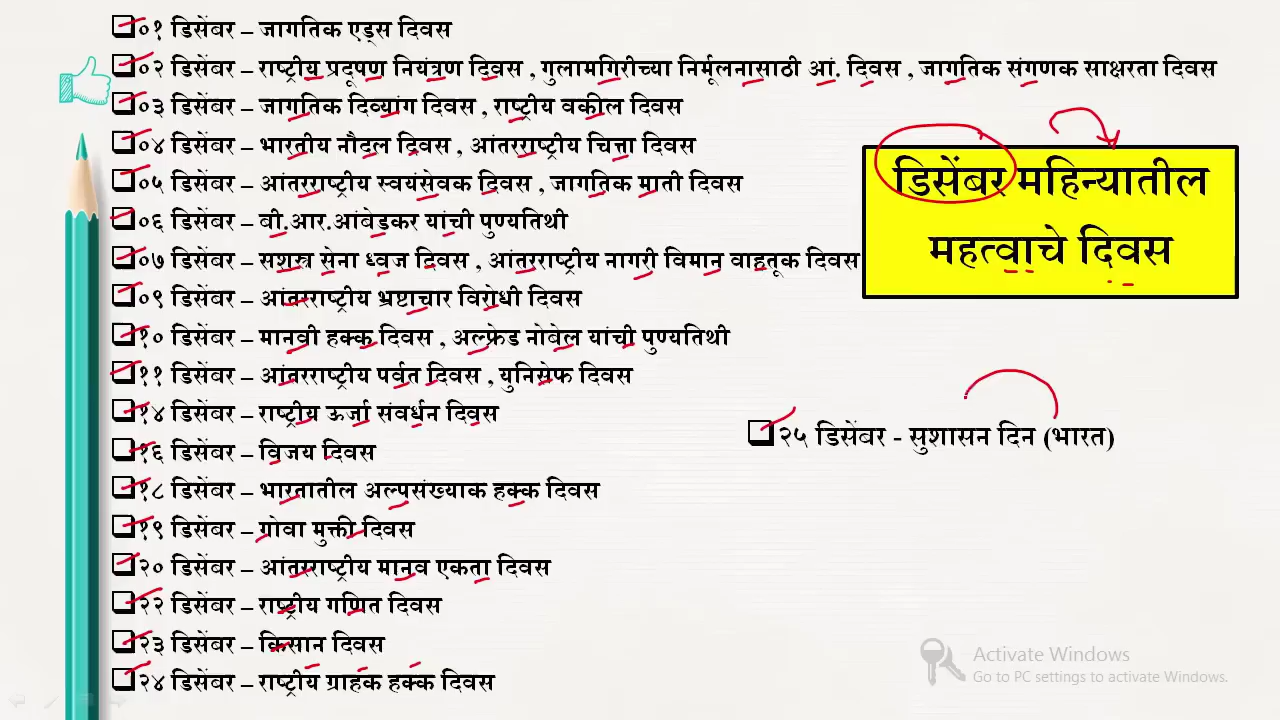 ०१ डिसेंबर – जागतिक एड्स दिवस
०२ डिसेंबर – राष्ट्रीय प्रदूषण नियंत्रण दिवस , गुलामगिरीच्या निर्मूलनासाठी आं. दिवस , जागतिक संगणक साक्षरता दिवस
०३ डिसेंबर – जागतिक दिव्यांग दिवस , राष्ट्रीय वकील दिवस
०४ डिसेंबर – भारतीय नौदल दिवस , आंतरराष्ट्रीय चित्ता दिवस
०५ डिसेंबर – आंतरराष्ट्रीय स्वयंसेवक दिवस , जागतिक माती दिवस
०६ डिसेंबर – बी.आर.आंबेडकर यांची पुण्यतिथी
०७ डिसेंबर – सशस्त्र सेना ध्वज दिवस , आंतरराष्ट्रीय नागरी विमान वाहतूक दिवस
०९ डिसेंबर – आंतरराष्ट्रीय भ्रष्टाचार विरोधी दिवस
१० डिसेंबर – मानवी हक्क दिवस , अल्फ्रेड नोबेल यांची पुण्यतिथी
११ डिसेंबर – आंतरराष्ट्रीय पर्वत दिवस , युनिसेफ दिवस
१४ डिसेंबर – राष्ट्रीय ऊर्जा संवर्धन दिवस
१६ डिसेंबर – विजय दिवस
१८ डिसेंबर – भारतातील अल्पसंख्याक हक्क दिवस
१९ डिसेंबर – गोवा मुक्ती दिवस
२० डिसेंबर – आंतरराष्ट्रीय मानव एकता दिवस
२२ डिसेंबर – राष्ट्रीय गणित दिवस
२३ डिसेंबर – किसान दिवस
२४ डिसेंबर – राष्ट्रीय ग्राहक हक्क दिवस
डिसेंबर महिन्यातील
महत्वाचे दिवस
२५ डिसेंबर - सुशासन दिन (भारत)
Activate Windows
Go to PC settings to activate Windows.